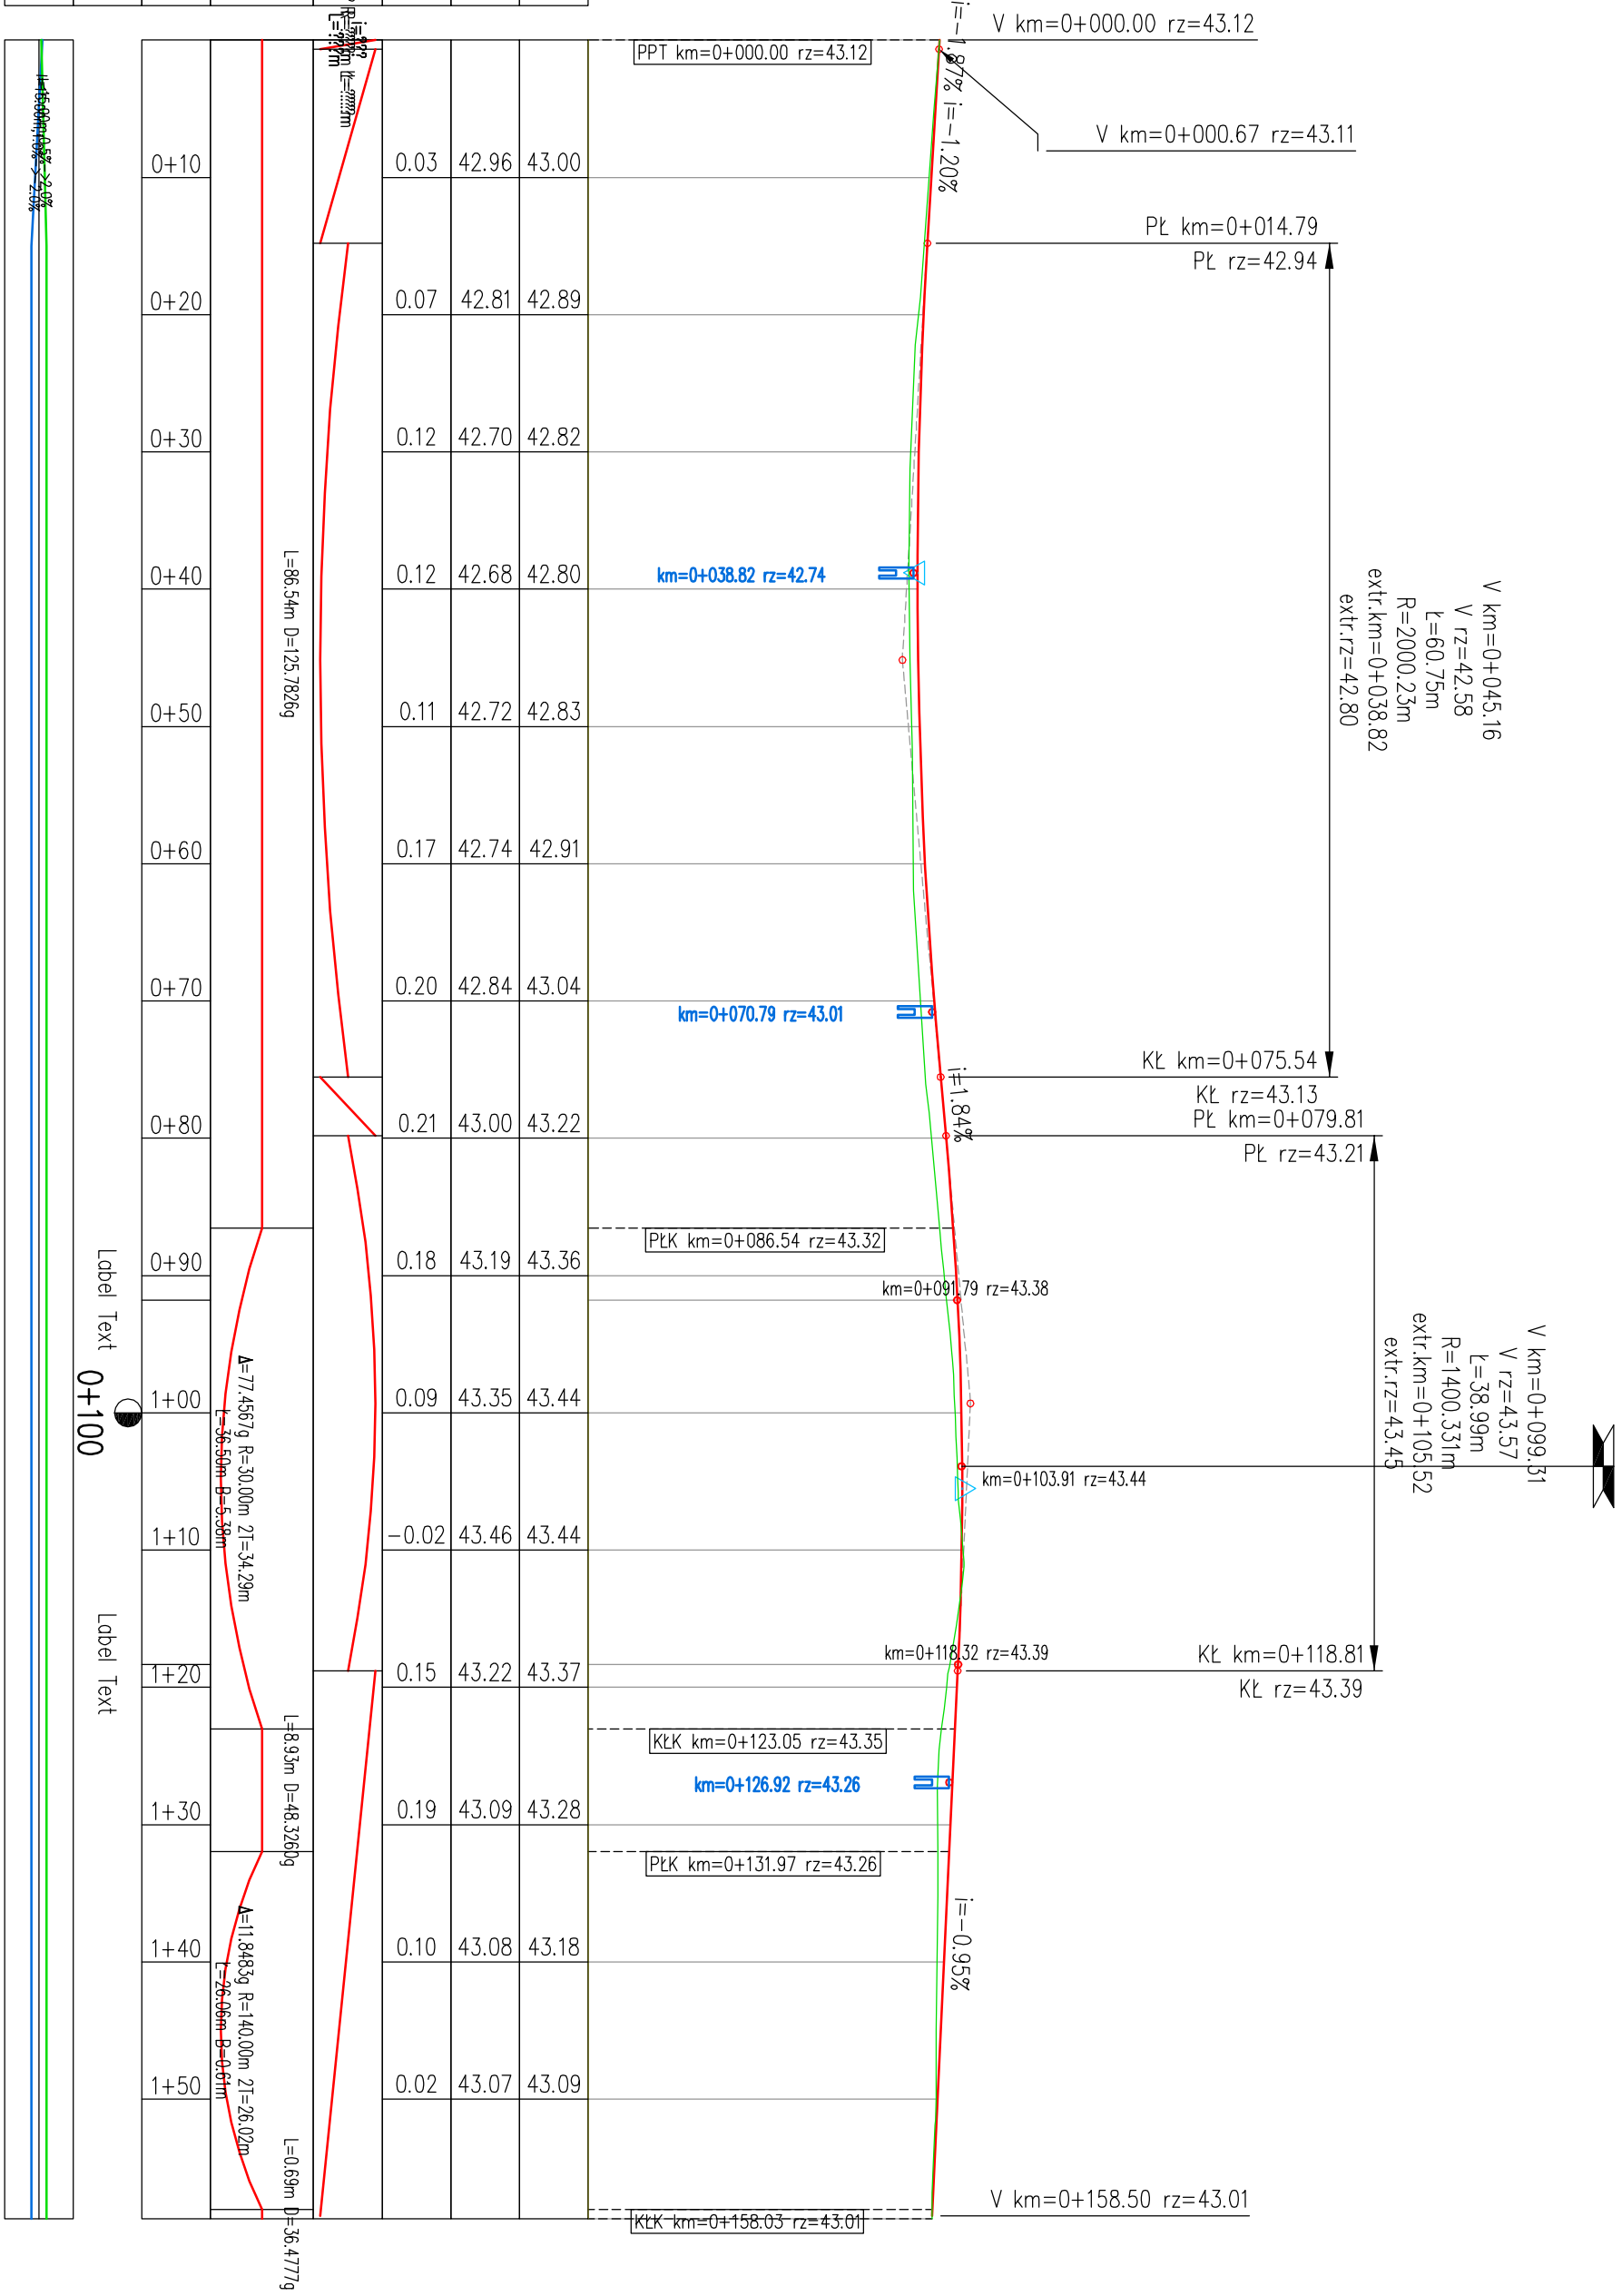 V km=0+000.00 rz=43.12
PPT km=0+000.00 rz=43.12
i=-1.87%
i=-1.20%
V km=0+000.67 rz=43.11
0+10
0.03
42.96
43.00
PŁ km=0+014.79
PŁ rz=42.94
0+20
0.07
42.81
42.89
0+30
0.12
42.70
42.82
0+40
0.12
42.68
42.80
km=0+038.82 rz=42.74
V km=0+045.16
V rz=42.58
Ł=60.75m
R=2000.23m
extr.km=0+038.82
extr.rz=42.80
L=86.54m D=125.7826g
0+50
0.11
42.72
42.83
0+60
0.17
42.74
42.91
0+70
0.20
42.84
43.04
km=0+070.79 rz=43.01
KŁ km=0+075.54
KŁ rz=43.13
i=1.84%
PŁ km=0+079.81
PŁ rz=43.21
0+80
0.21
43.00
43.22
PŁK km=0+086.54 rz=43.32
0+90
0.18
43.19
43.36
km=0+091.79 rz=43.38
Label Text
0+100
1+00
0.09
43.35
43.44
V km=0+099.31
V rz=43.57
Ł=38.99m
R=1400.331m
extr.km=0+105.52
extr.rz=43.45
km=0+103.91 rz=43.44
Δ=77.4567g R=30.00m 2T=34.29m
Ł=36.50m B=5.38m
1+10
-0.02
43.46
43.44
Label Text
km=0+118.32 rz=43.39
KŁ km=0+118.81
KŁ rz=43.39
1+20
0.15
43.22
43.37
KŁK km=0+123.05 rz=43.35
km=0+126.92 rz=43.26
L=8.93m D=48.3260g
1+30
0.19
43.09
43.28
PŁK km=0+131.97 rz=43.26
i=-0.95%
1+40
0.10
43.08
43.18
Δ=11.8483g R=140.00m 2T=26.02m
Ł=26.06m B=0.61m
1+50
0.02
43.07
43.09
L=0.69m D=36.4777g
V km=0+158.50 rz=43.01
KŁK km=0+158.03 rz=43.01